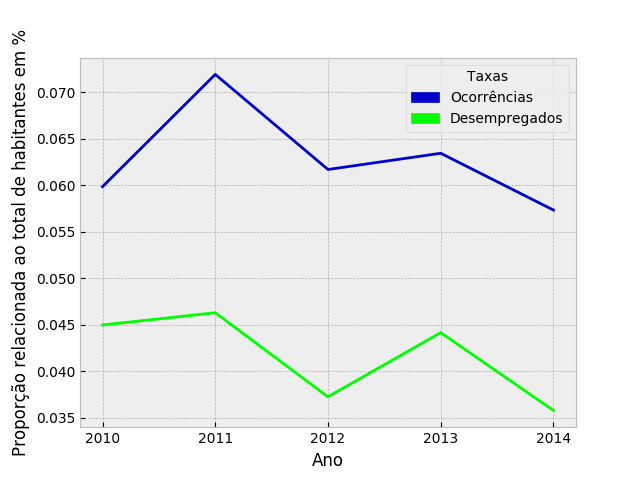 Proporção relacionada ao total de habitantes em %
0.070
0.065
0.060
0.055
0.050
0.045
0.040
0.035
Taxas
Ocorrências
Desempregados
2010 2011 2012 2013 2014
Ano